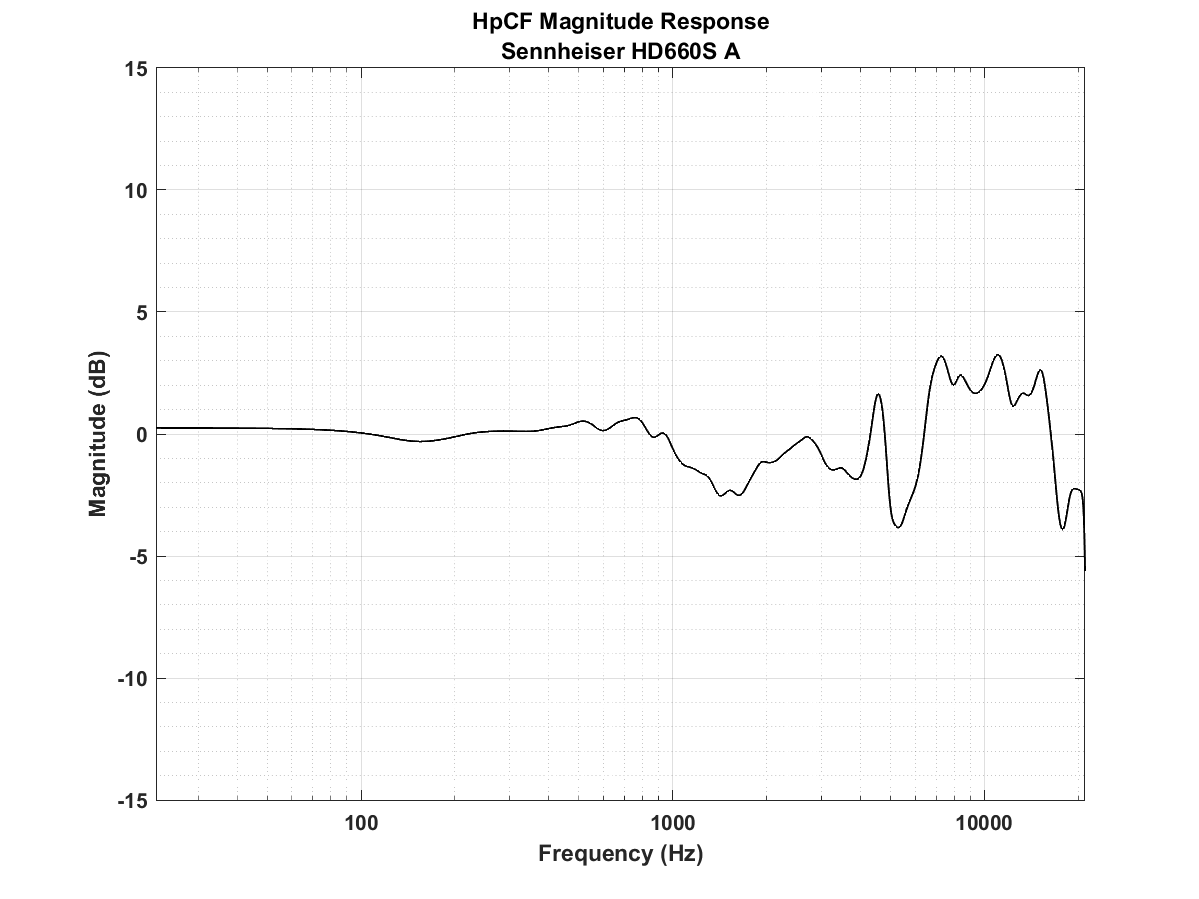 HpCF Magnitude Response
Sennheiser HD660S A
15
10
5
0
-5
-10
-15
Magnitude (dB)
100
1000
10000
Frequency (Hz)